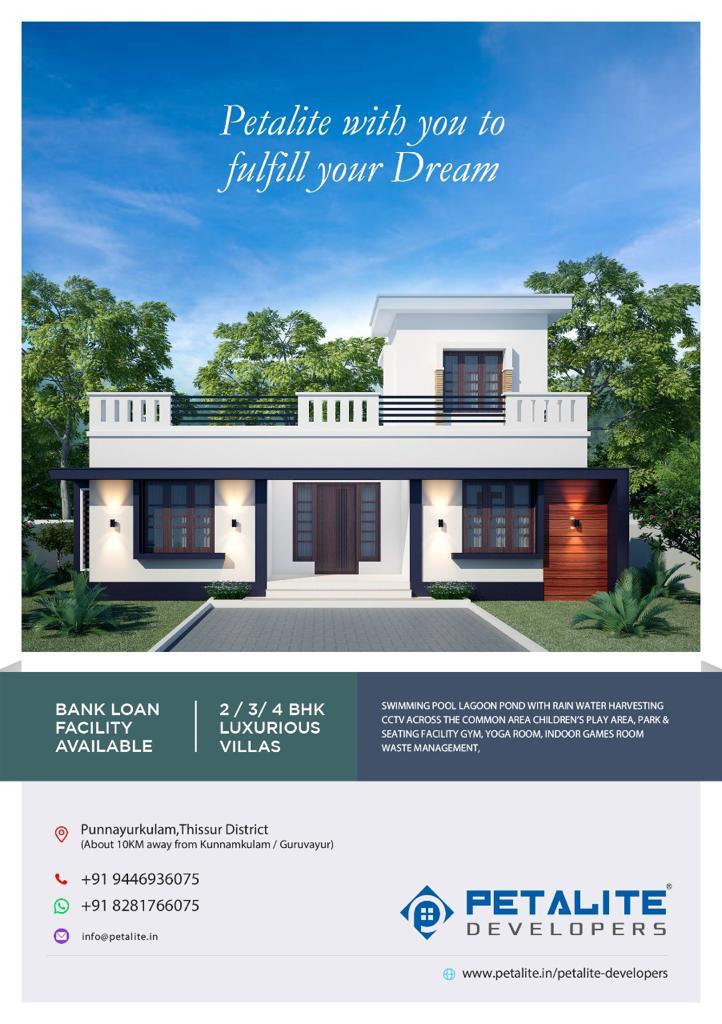 Petalite with you to
fulfill your Dream
BANK LOAN
FACILITY
AVAILABLE
2 / 3/ 4 BHK
LUXURIOUS
VILLAS
SWIMMING POOL LAGOON POND WITH RAIN WATER HARVESTING
CCTV ACROSS THE COMMON AREA CHILDREN'S PLAY AREA, PARK &
SEATING FACILITY GYM, YOGA ROOM, INDOOR GAMES ROOM
WASTE MANAGEMENT,
Punnayurkulam,Thissur District
(About 10KM away from Kunnamkulam / Guruvayur)
+91 9446936075
+91 8281766075
info@petalite.in
PETALITE®
DEVELOPERS
www.petalite.in/petalite-developers